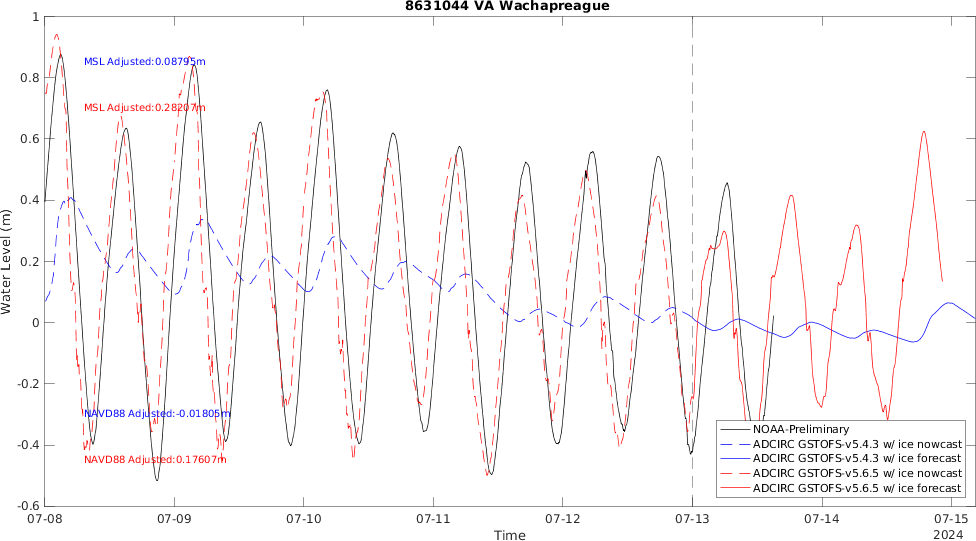 8631044 VA Wachapreague
Water Level (m)
1
0.8
0.6
0.4
0.2
0
-0.2
-0.4
-0.6
MSL Adjusted:0.08795m
MSL Adjusted:0.28207m
NAVD88 Adjusted:-0.01805m
NAVD88 Adjusted:0.17607m
NOAA-Preliminary
ADCIRC GSTOFS-v5.4.3 w/ ice nowcast
ADCIRC GSTOFS-v5.4.3 w/ ice forecast
ADCIRC GSTOFS-v5.6.5 w/ ice nowcast
ADCIRC GSTOFS-v5.6.5 w/ ice forecast
07-08 07-09 07-10 07-11 07-12 07-13 07-14 07-15
2024
Time